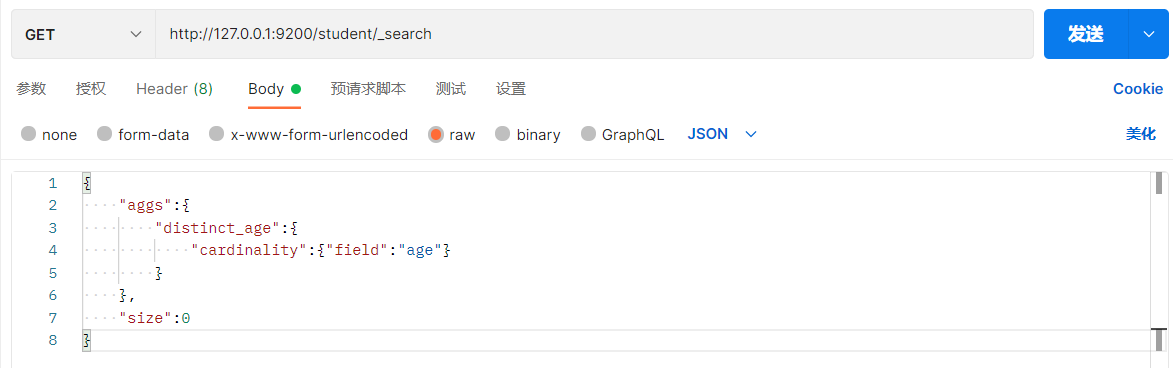 GET http://127.0.0.1:9200/student/_search 发送
参数 授权 Header (8) Body 预请求脚本 测试 设置 Cookie
none form-data x-www-form-urlencoded raw binary GraphQL JSON 美化
1 {
2 "aggs":{
3 "distinct_age":{
4 "cardinality":{"field":"age"}
5 }
6 },
7 "size":0
8 }